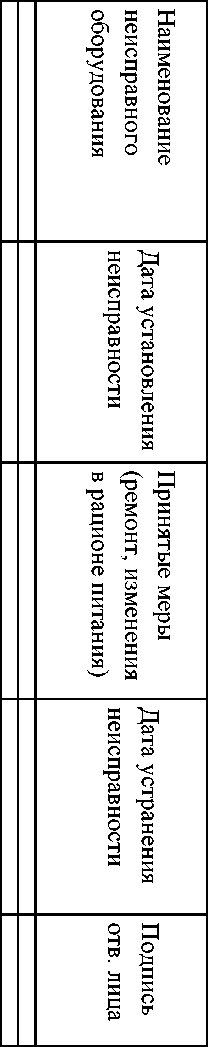 Наименование
неисправного
оборудования
Дата установления
неисправности
Принятые меры
(ремонт, изменения
в рационе питания)
Дата устранения
неисправности
Подпись
отв. лица